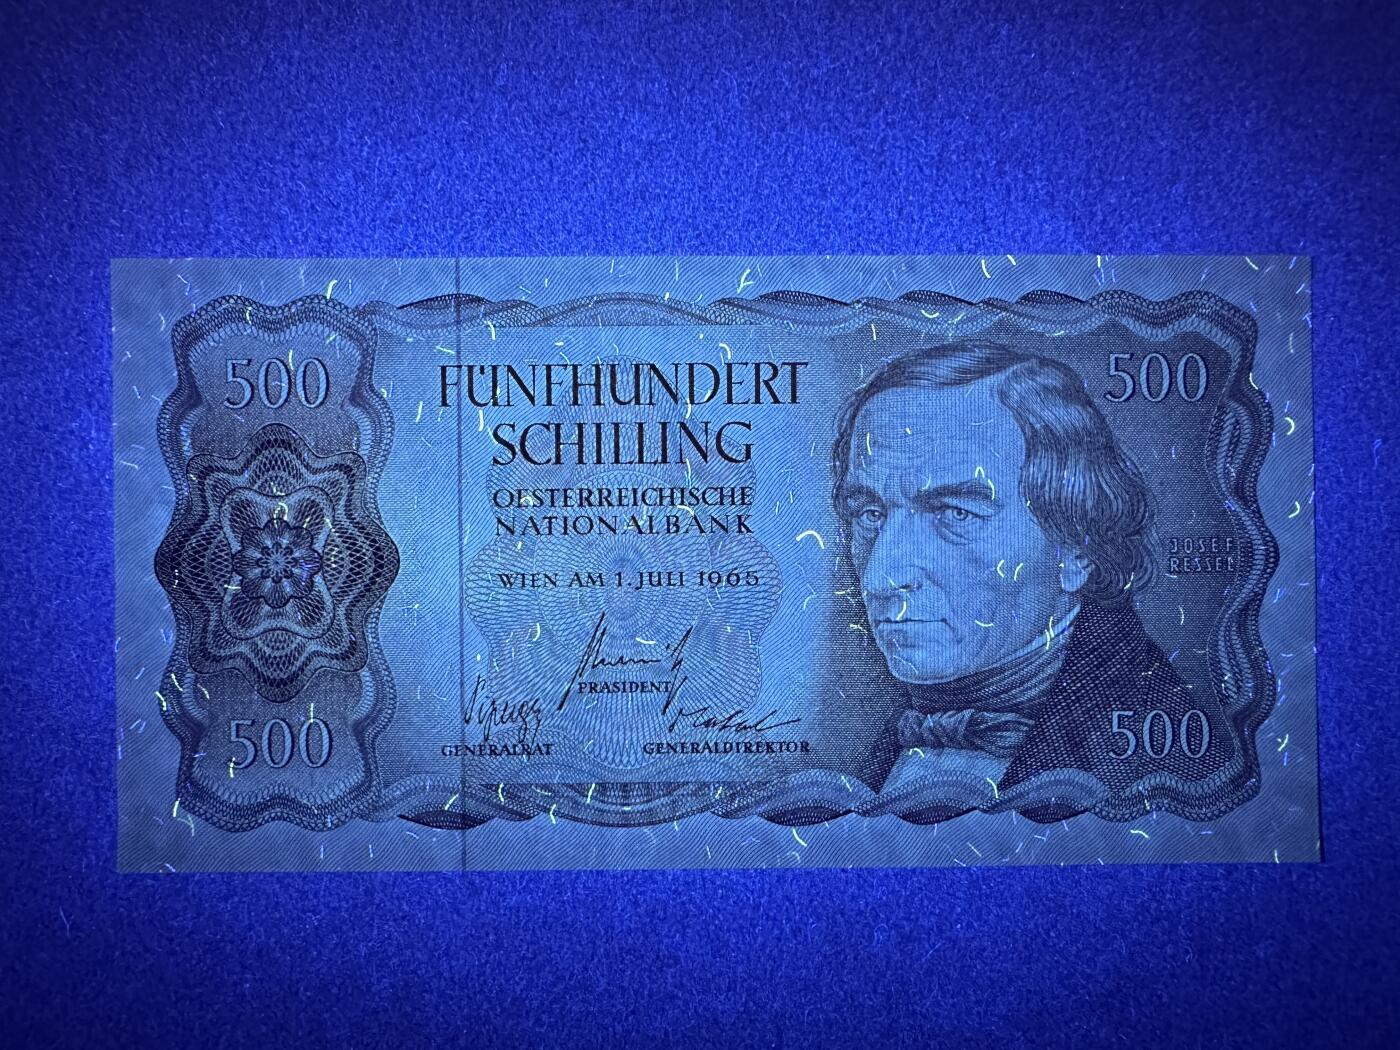 500
500
FÜNFHUNDERT
SCHILLING
OESTERREICHISCHE
NATIONALBANK
WIEN AM 1. JULI 1965
JOSEF
RESSEL
PRÄSIDENT
GENERALRAT
GENERALDIREKTOR
500
500